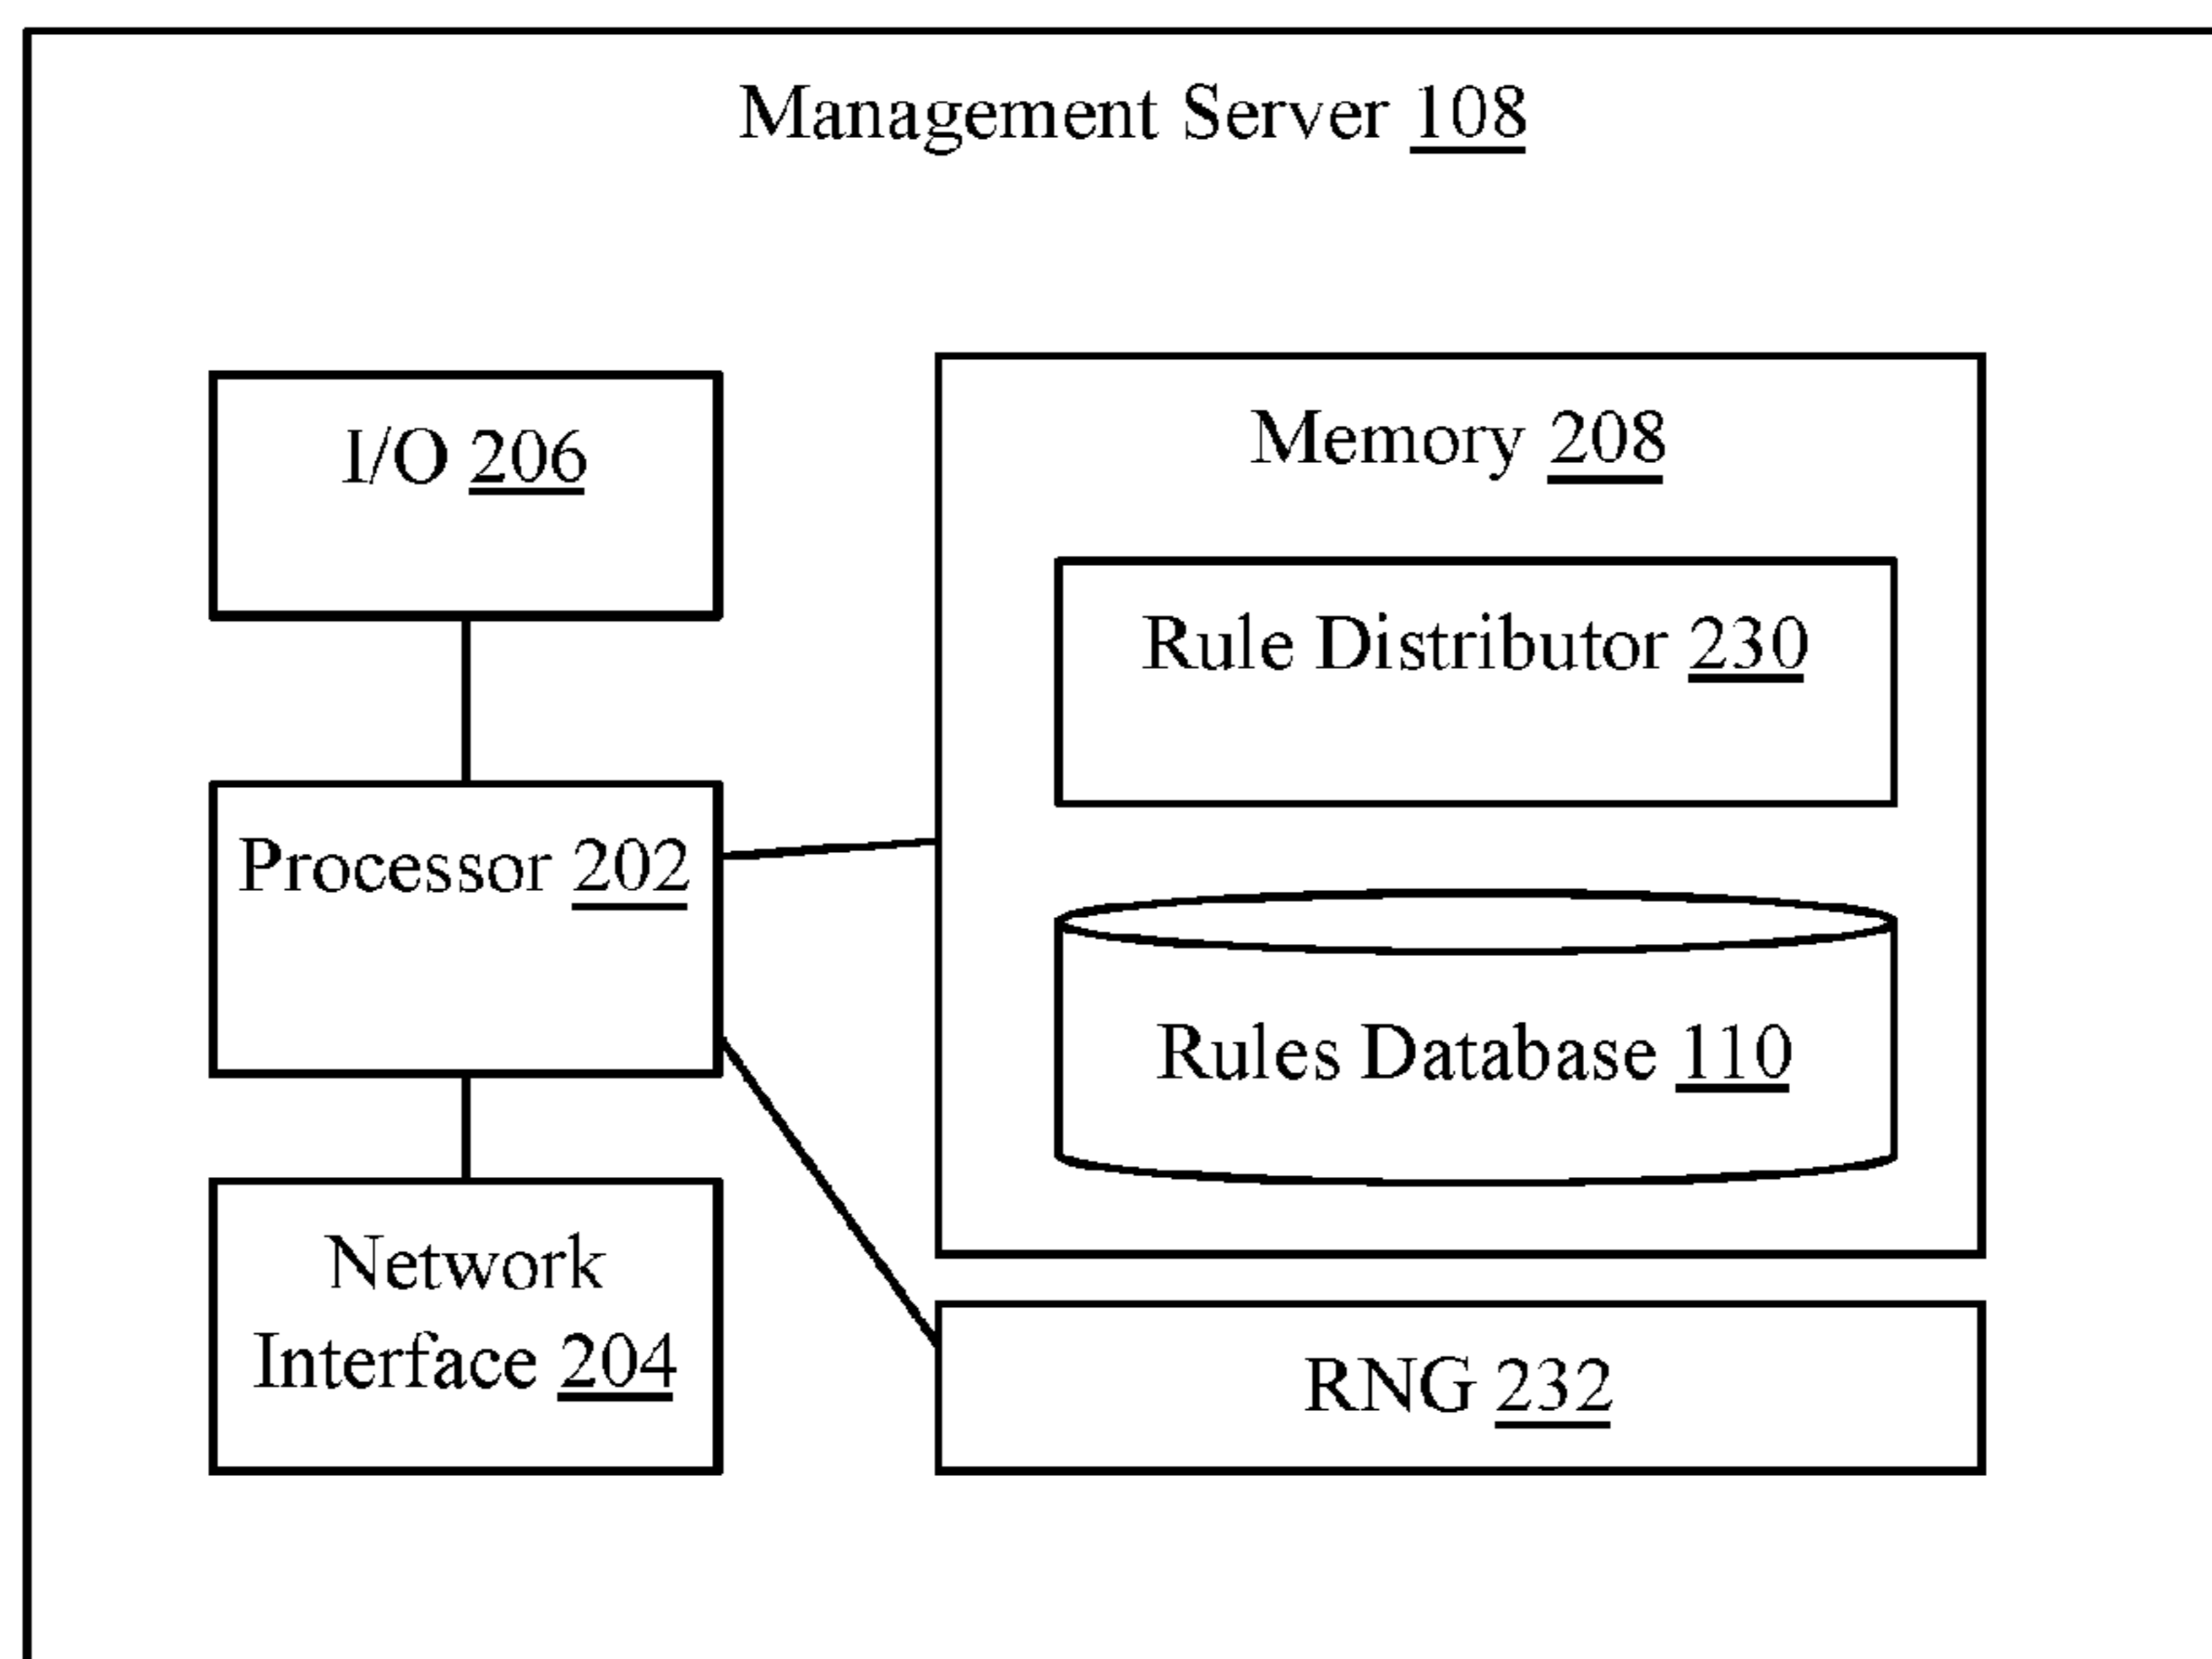 Management Server 108
I/O 206
Memory 208
Rule Distributor 230
Processor 202
Rules Database 110
Network
Interface 204
RNG 232